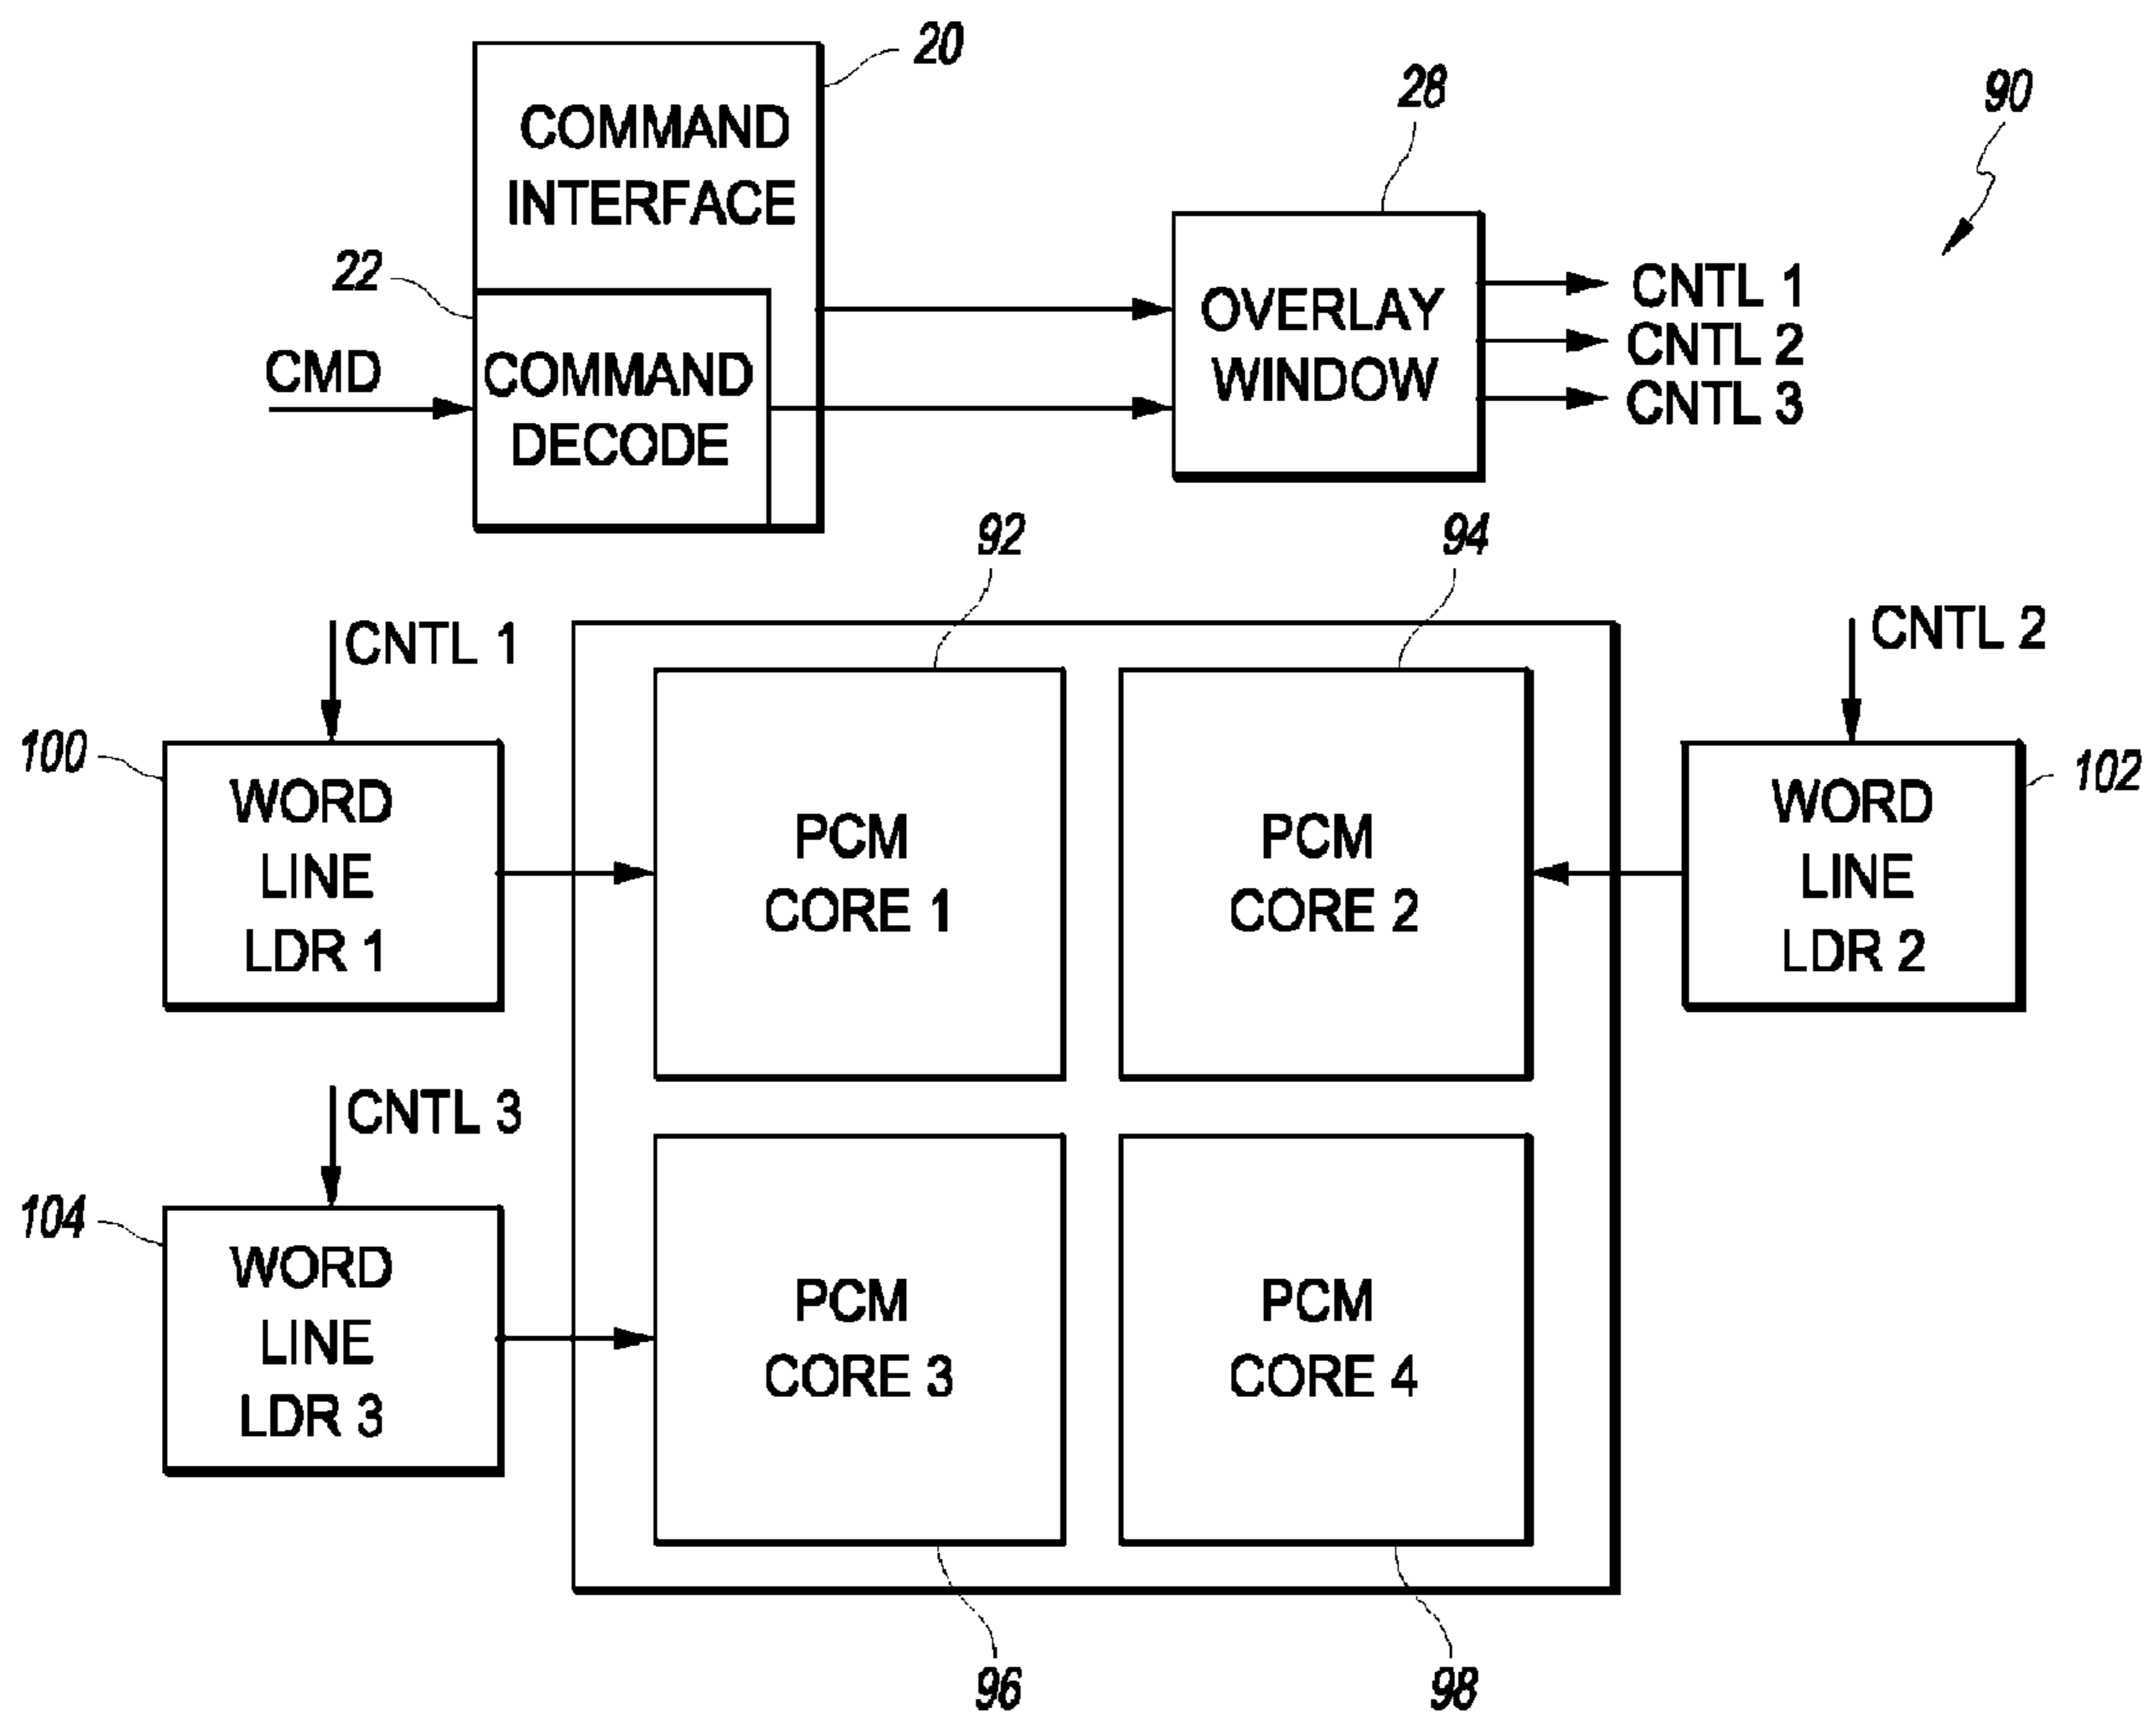 20
COMMAND
INTERFACE
28
90
22
CMD
COMMAND
DECODE
OVERLAY
WINDOW
CNTL 1
CNTL 2
CNTL 3
92
94
CNTL 1
CNTL 2
100
WORD
LINE
LDR 1
PCM
CORE 1
PCM
CORE 2
WORD
LINE
LDR 2
102
CNTL 3
104
WORD
LINE
LDR 3
PCM
CORE 3
PCM
CORE 4
96
98